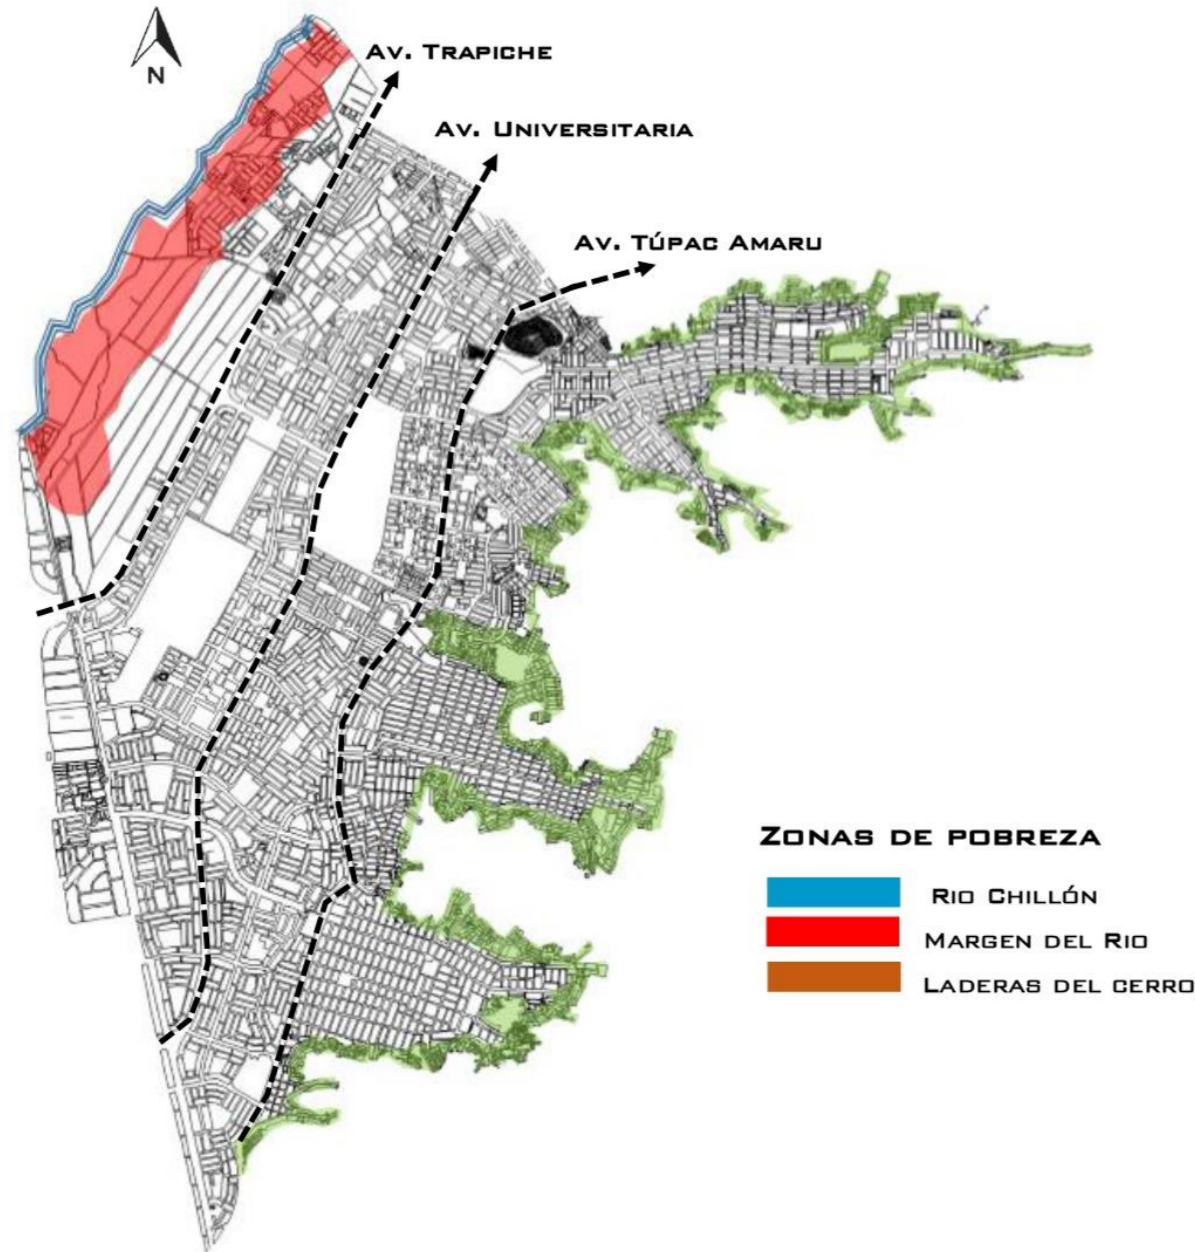 Av. Trapiche
N
Av. Universitaria
Av. Túpac Amaru
Zonas de pobreza
Rio Chillón
Margen del Rio
Laderas del cerro